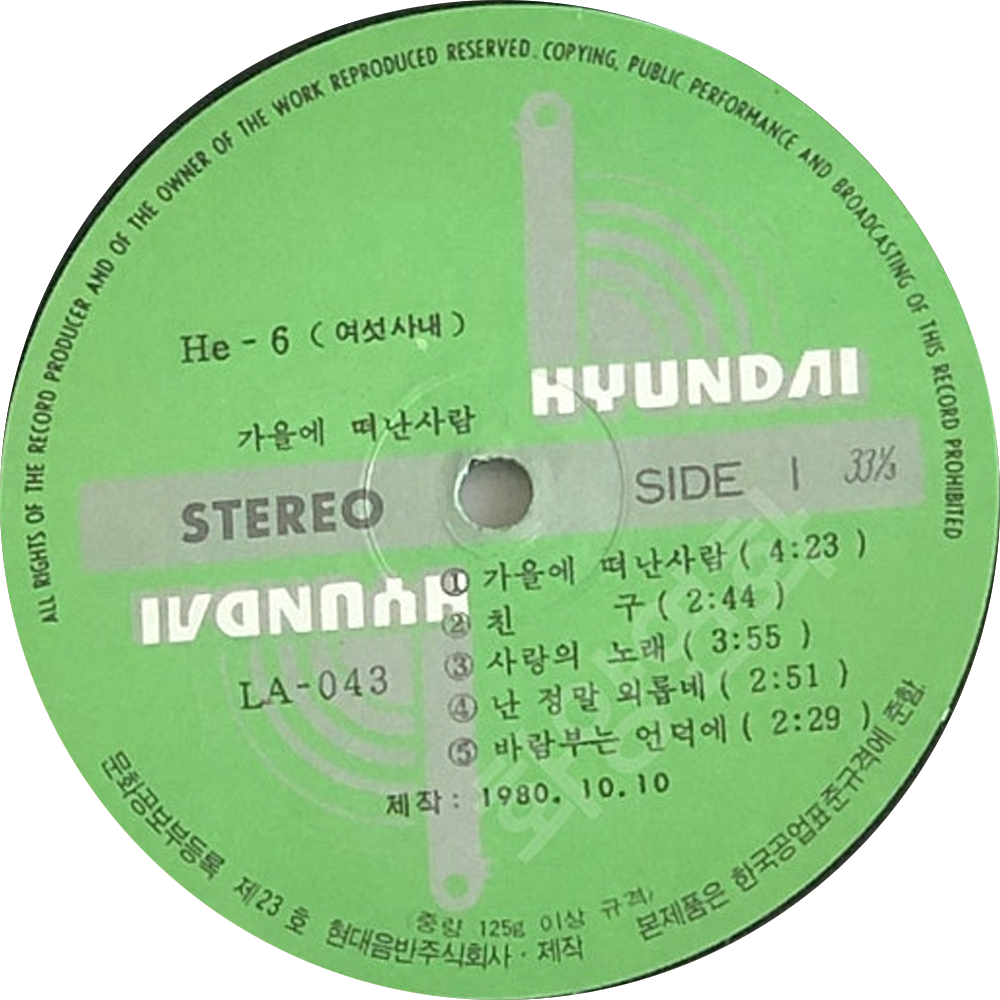 ALL RIGHTS OF THE RECORD PRODUCER AND OF THE OWNER OF THE WORK REPRODUCED RESERVED. COPYING, PUBLIC PERFORMANCE AND BROADCASTING OF THIS RECORD PROHIBITED
He - 6 ( 여섯사내 )
HYUNDAI
가을에 떠난사람
STEREO
SIDE 1 33⅓
HYUNDAI
① 가을에 떠난사람 ( 4:23 )
② 친 구 ( 2:44 )
③ 사랑의 노래 ( 3:55 )
LA-043
④ 난 정말 외롭네 ( 2:51 )
⑤ 바람부는 언덕에 ( 2:29 )
제작 : 1980. 10. 10
(중량 125g 이상 규격)
문화공보부등록 제23호 현대음반주식회사 · 제작 본제품은 한국공업표준규격에 준함